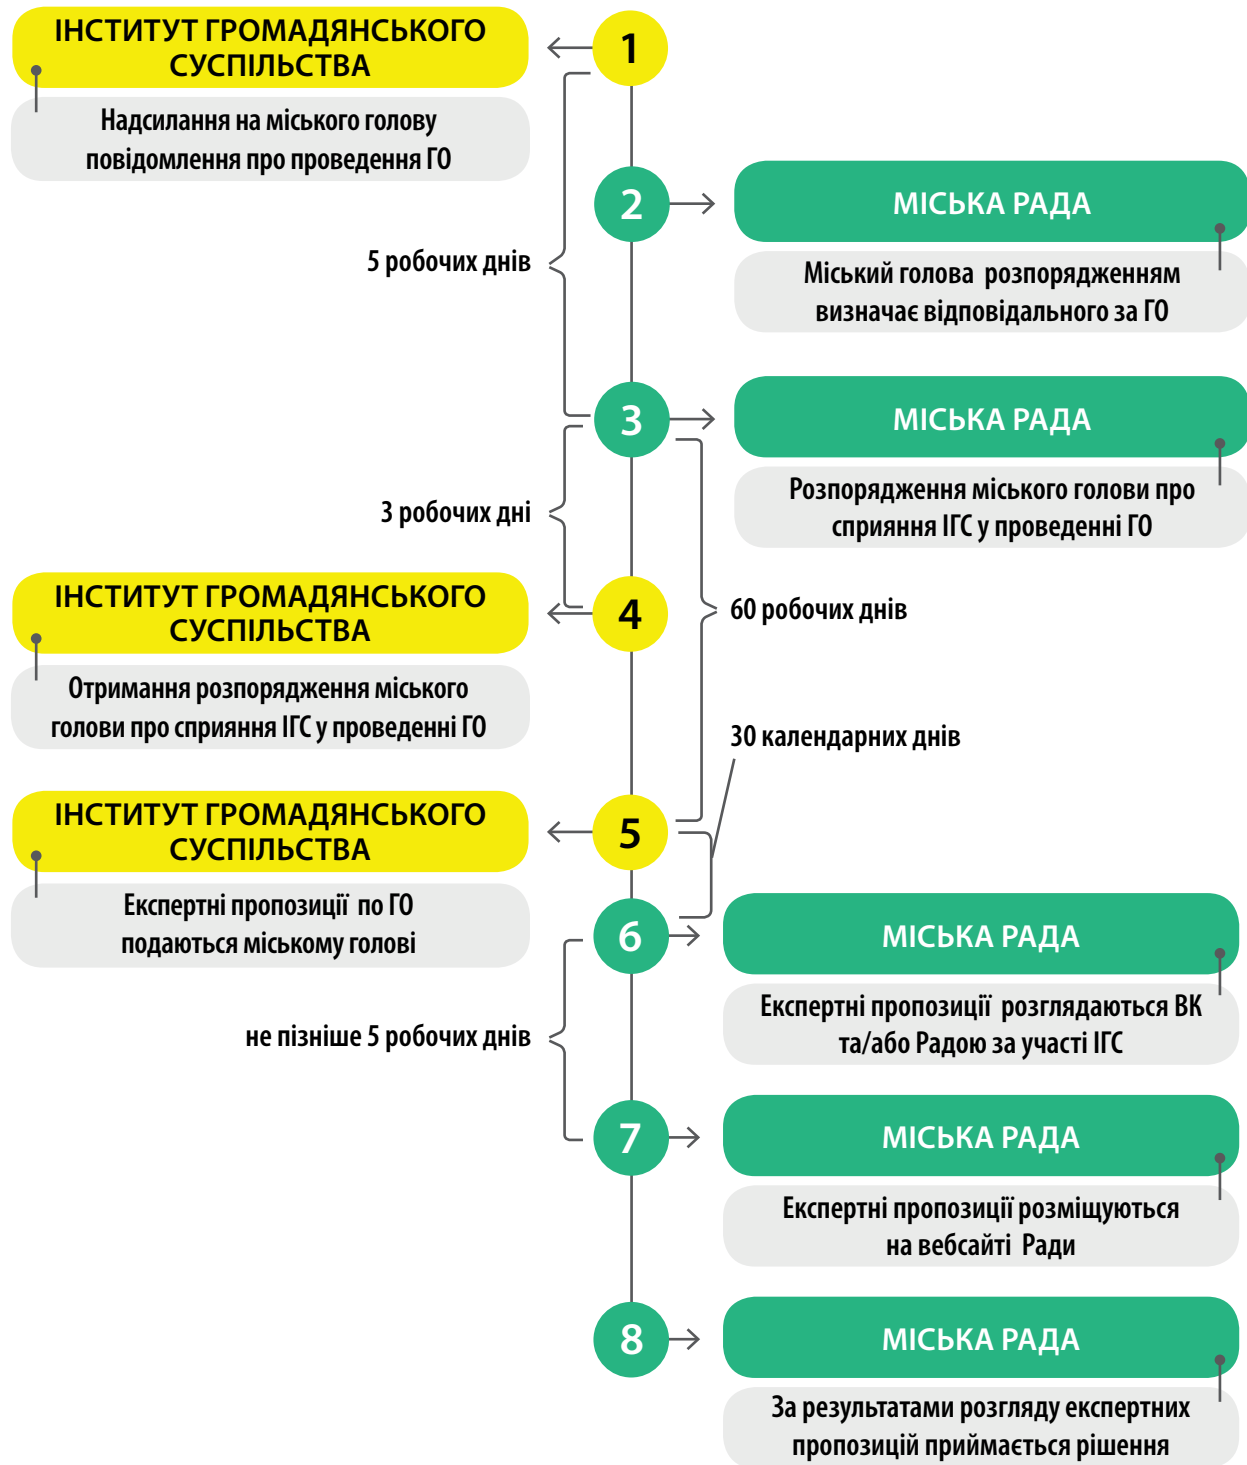 ІНСТИТУТ ГРОМАДЯНСЬКОГО
СУСПІЛЬСТВА
1
Надсилання на міського голову
повідомлення про проведення ГО
2
МІСЬКА РАДА
5 робочих днів
Міський голова розпорядженням
визначає відповідального за ГО
3
МІСЬКА РАДА
3 робочих дні
Розпорядження міського голови про
сприяння ІГС у проведенні ГО
ІНСТИТУТ ГРОМАДЯНСЬКОГО
СУСПІЛЬСТВА
4
60 робочих днів
Отримання розпорядження міського
голови про сприяння ІГС у проведенні ГО
30 календарних днів
ІНСТИТУТ ГРОМАДЯНСЬКОГО
СУСПІЛЬСТВА
5
Експертні пропозиції по ГО
подаються міському голові
6
МІСЬКА РАДА
не пізніше 5 робочих днів
Експертні пропозиції розглядаються ВК
та/або Радою за участі ІГС
7
МІСЬКА РАДА
Експертні пропозиції розміщуються
на вебсайті Ради
8
МІСЬКА РАДА
За результатами розгляду експертних
пропозицій приймається рішення